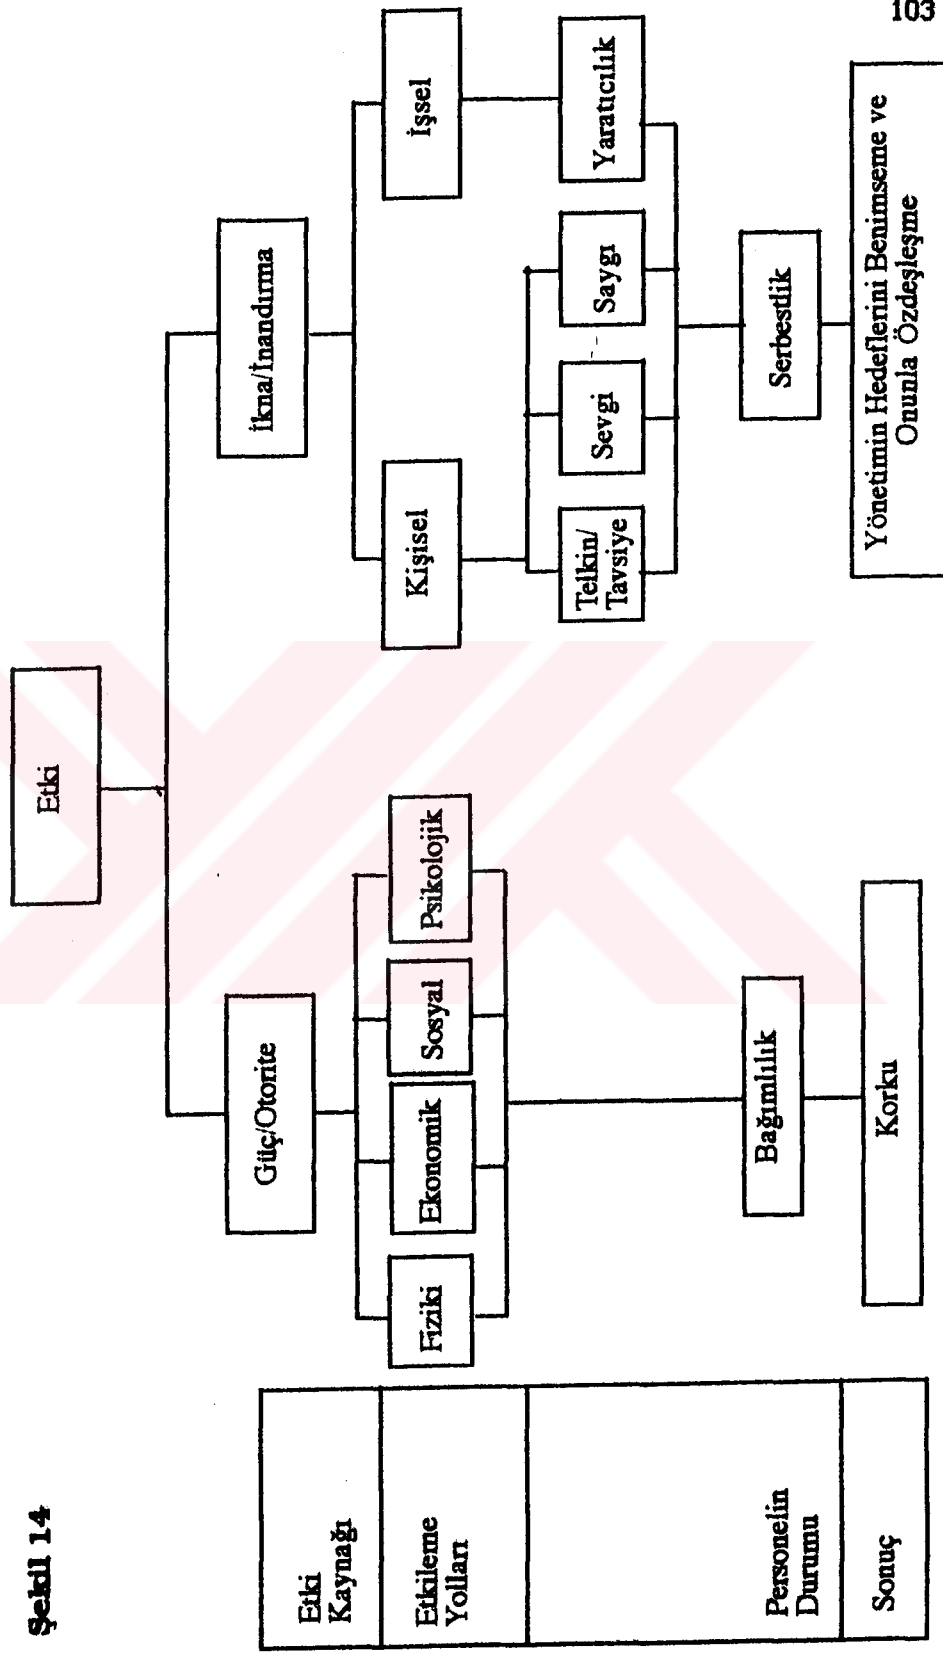 103
Şekil 14
Etki
Güç/Otorite
İkna/İnandırma
Etki
Kaynağı
Kişisel
İşsel
Fiziki
Ekonomik
Sosyal
Psikolojik
Etkileme
Yolları
Telkin/
Tavsiye
Sevgi
Saygı
Yaratıcılık
Bağımlılık
Serbestlik
Personelin
Durumu
Korku
Yönetimin Hedeflerini Benimseme ve
Onunla Özdeşleşme
Sonuç